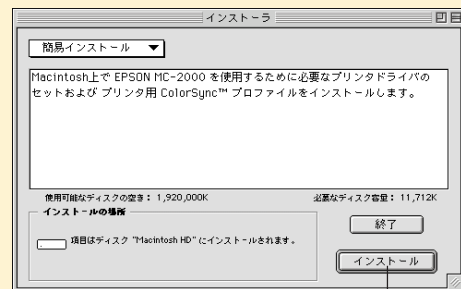 インストーラ
簡易インストール
Macintosh上で EPSON MC-2000 を使用するために必要なプリンタドライバの
セットおよび プリンタ用 ColorSync™ プロファイルをインストールします。
使用可能なディスクの空き： 1,920,000K 必要なディスク容量： 11,712K
インストールの場所
項目はディスク "Macintosh HD" にインストールされます。
終了
インストール